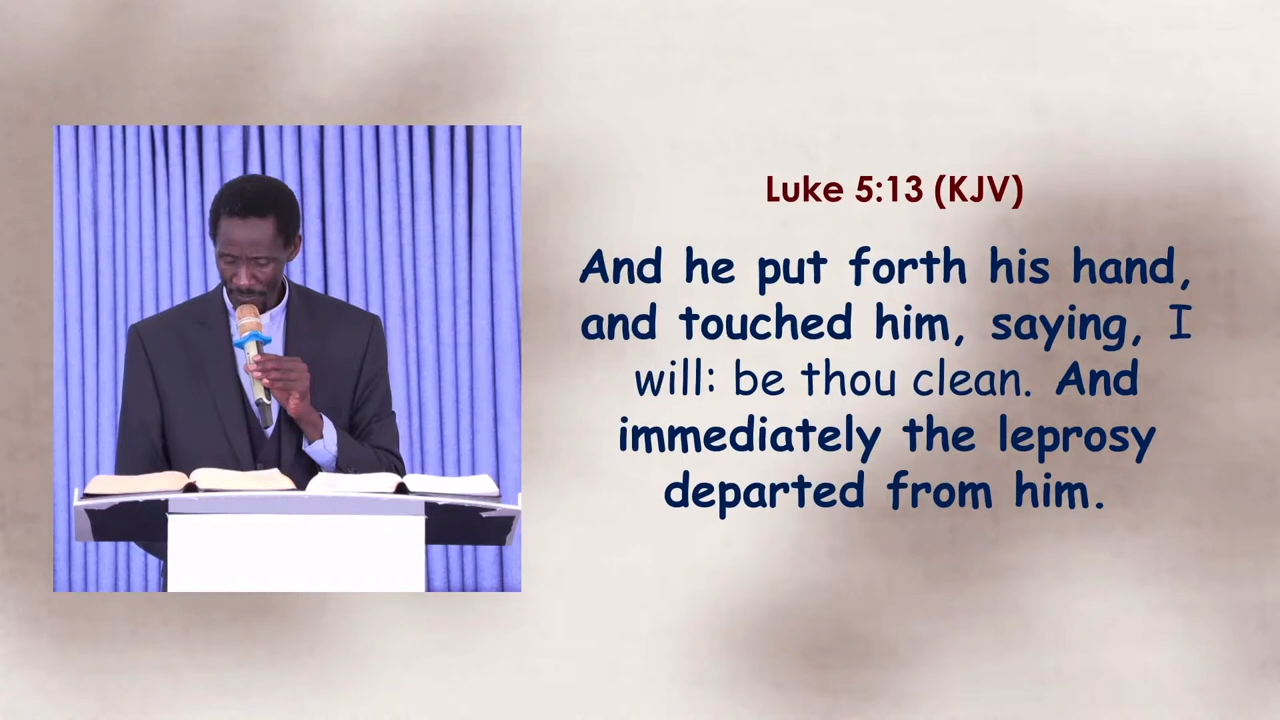 Luke 5:13 (KJV)
And he put forth his hand,
and touched him, saying, I
will: be thou clean. And
immediately the leprosy
departed from him.